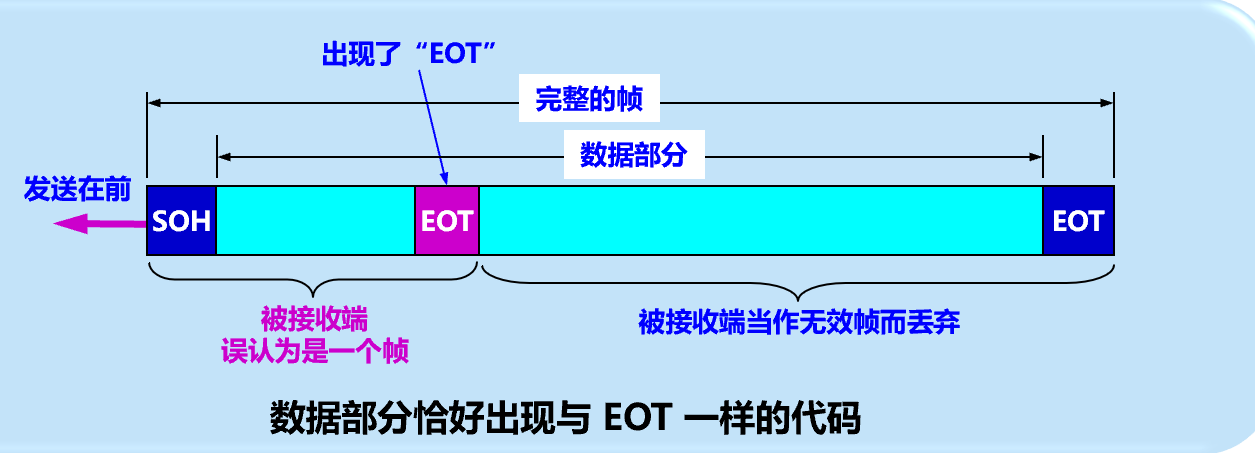 出现了“EOT”
完整的帧
数据部分
发送在前
SOH
EOT
EOT
被接收端
误认为是一个帧
被接收端当作无效帧而丢弃
数据部分恰好出现与 EOT 一样的代码